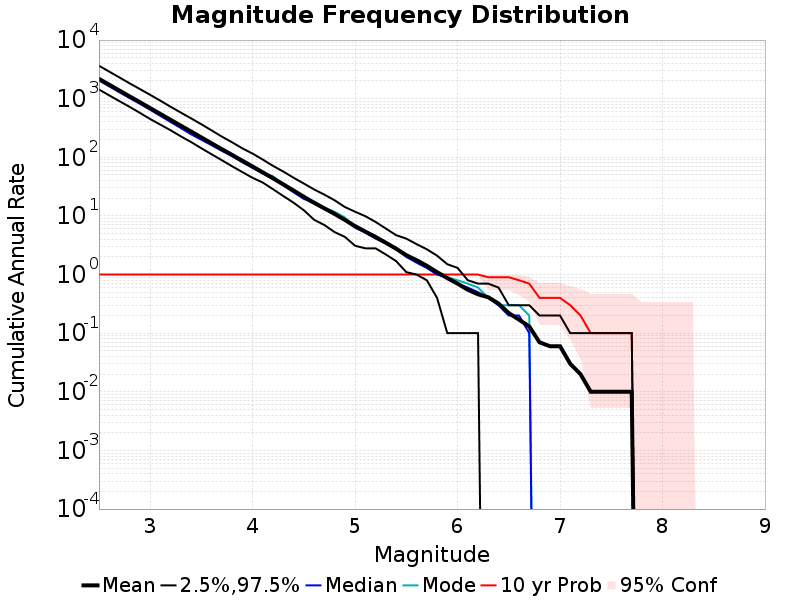 Magnitude Frequency Distribution
Cumulative Annual Rate
10^4
10^3
10^2
10^1
10^0
10^-1
10^-2
10^-3
10^-4
3 4 5 6 7 8 9
Magnitude
Mean 2.5%,97.5% Median Mode 10 yr Prob 95% Conf